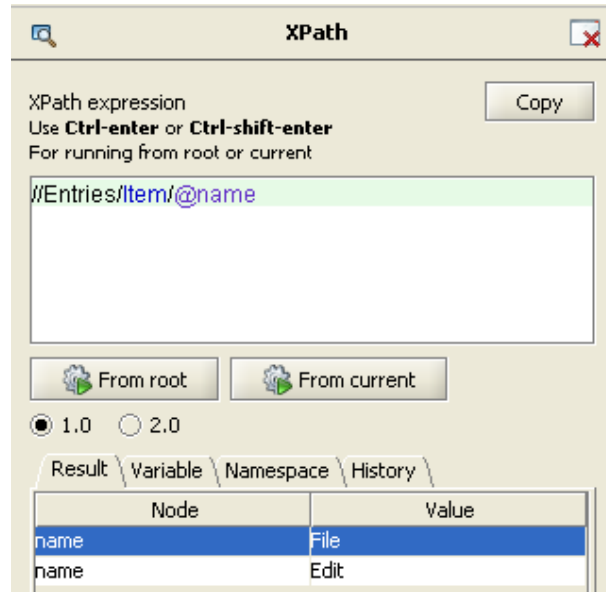 XPath
XPath expression
Copy
Use Ctrl-enter or Ctrl-shift-enter
For running from root or current
//Entries/Item/@name
From root From current
1.0 2.0
Result Variable Namespace History
Node Value
name File
name Edit